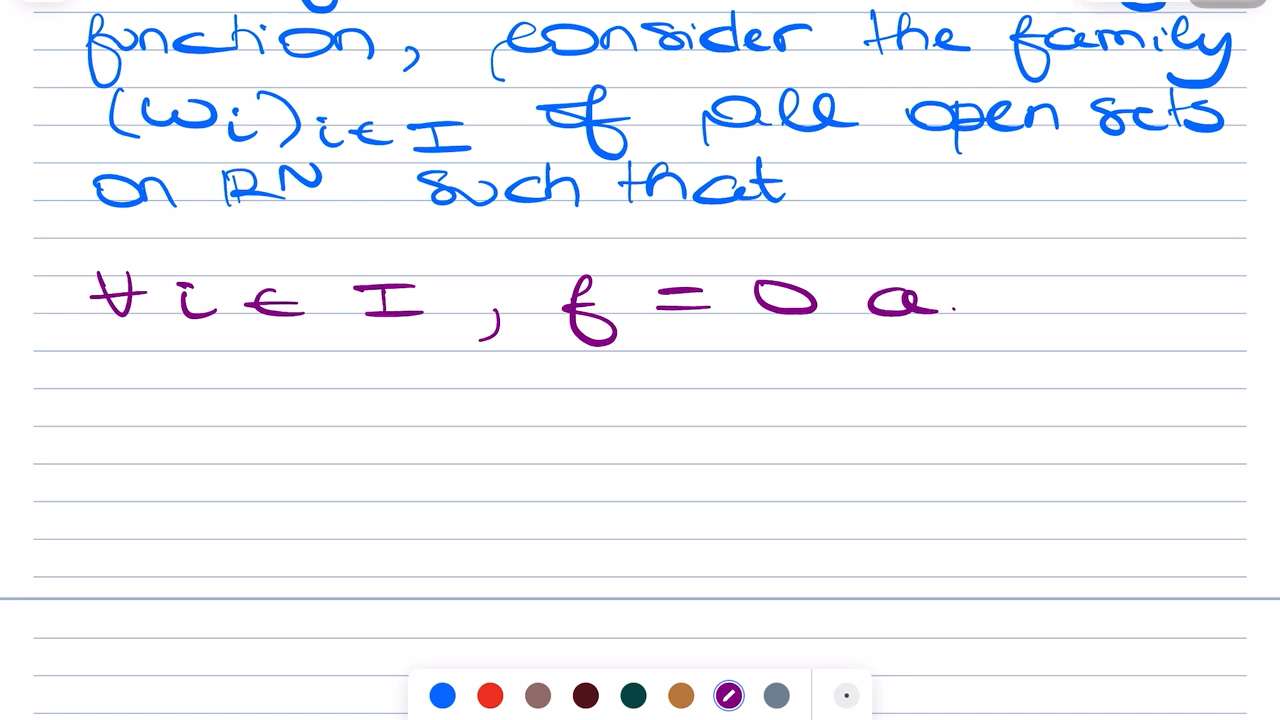 function, consider the family
(ωi)i∈I of all open sets
on RN such that
∀ i ∈ I, f = 0 a.